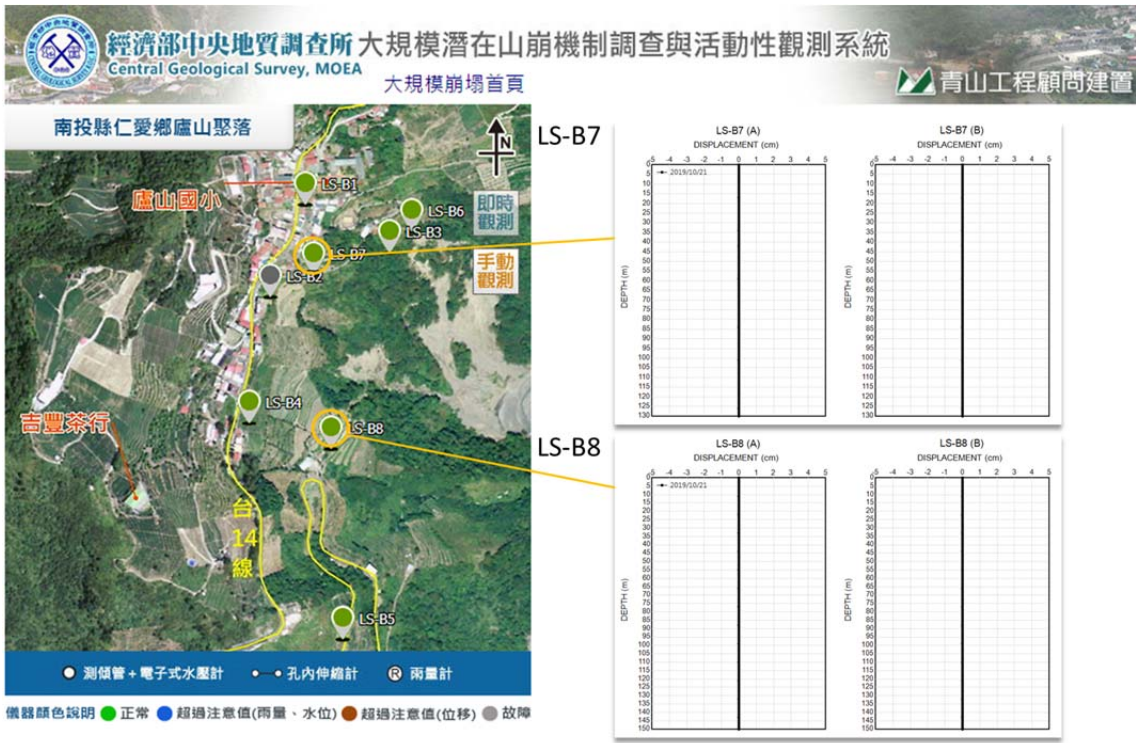 經濟部中央地質調查所 大規模潛在山崩機制調查與活動性觀測系統
Central Geological Survey, MOEA
大規模崩塌首頁
青山工程顧問建置
南投縣仁愛鄉廬山聚落
N
廬山國小
LS-B1
即時觀測
LS-B6
LS-B3
LS-B7
手動觀測
LS-B2
LS-B4
吉豐茶行
LS-B8
台14線
LS-B5
測傾管+電子式水壓計
孔內伸縮計
R 雨量計
儀器顏色說明 正常 超過注意值(雨量、水位) 超過注意值(位移) 故障
LS-B7
LS-B7 (A)
DISPLACEMENT (cm)
-5 -4 -3 -2 -1 0 1 2 3 4 5
2019/10/21
DEPTH (m)
0
5
10
15
20
25
30
35
40
45
50
55
60
65
70
75
80
85
90
95
100
105
110
115
120
125
130
LS-B7 (B)
DISPLACEMENT (cm)
-5 -4 -3 -2 -1 0 1 2 3 4 5
DEPTH (m)
0
5
10
15
20
25
30
35
40
45
50
55
60
65
70
75
80
85
90
95
100
105
110
115
120
125
130
LS-B8
LS-B8 (A)
DISPLACEMENT (cm)
-5 -4 -3 -2 -1 0 1 2 3 4 5
2019/10/21
DEPTH (m)
0
5
10
15
20
25
30
35
40
45
50
55
60
65
70
75
80
85
90
95
100
105
110
115
120
125
130
135
140
145
150
LS-B8 (B)
DISPLACEMENT (cm)
-5 -4 -3 -2 -1 0 1 2 3 4 5
DEPTH (m)
0
5
10
15
20
25
30
35
40
45
50
55
60
65
70
75
80
85
90
95
100
105
110
115
120
125
130
135
140
145
150